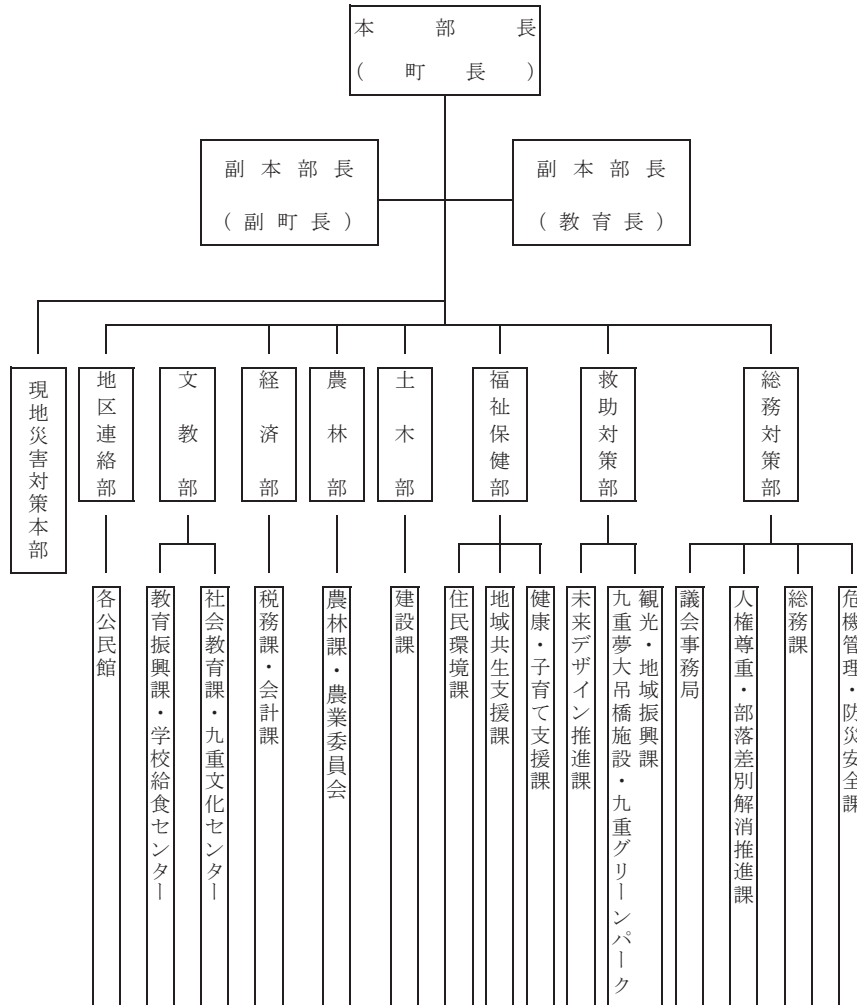 本部長
(町長)
副本部長
(副町長)
副本部長
(教育長)
総務対策部
救助対策部
福祉保健部
土木部
農林部
経済部
文教部
地区連絡部
現地災害対策本部
危機管理・防災安全課
総務課
人権尊重・部落差別解消推進課
議会事務局
観光・地域振興課
九重夢大吊橋施設・九重グリーンパーク
未来デザイン推進課
健康・子育て支援課
地域共生支援課
住民環境課
建設課
農林課・農業委員会
税務課・会計課
社会教育課・九重文化センター
教育振興課・学校給食センター
各公民館